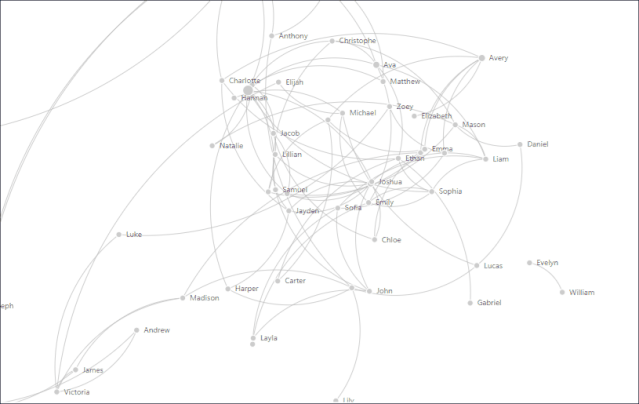 Anthony
Christophe
Avery
Ava
Charlotte
Elijah
Matthew
Hannah
Zoey
Michael
Elizabeth
Mason
Jacob
Natalie
Daniel
Emma
Lillian
Ethan
Liam
Joshua
Samuel
Sophia
Emily
Jayden
Sofia
Luke
Chloe
Evelyn
Lucas
Harper
Carter
John
William
Madison
Gabriel
eph
Andrew
Layla
James
Victoria
Lily